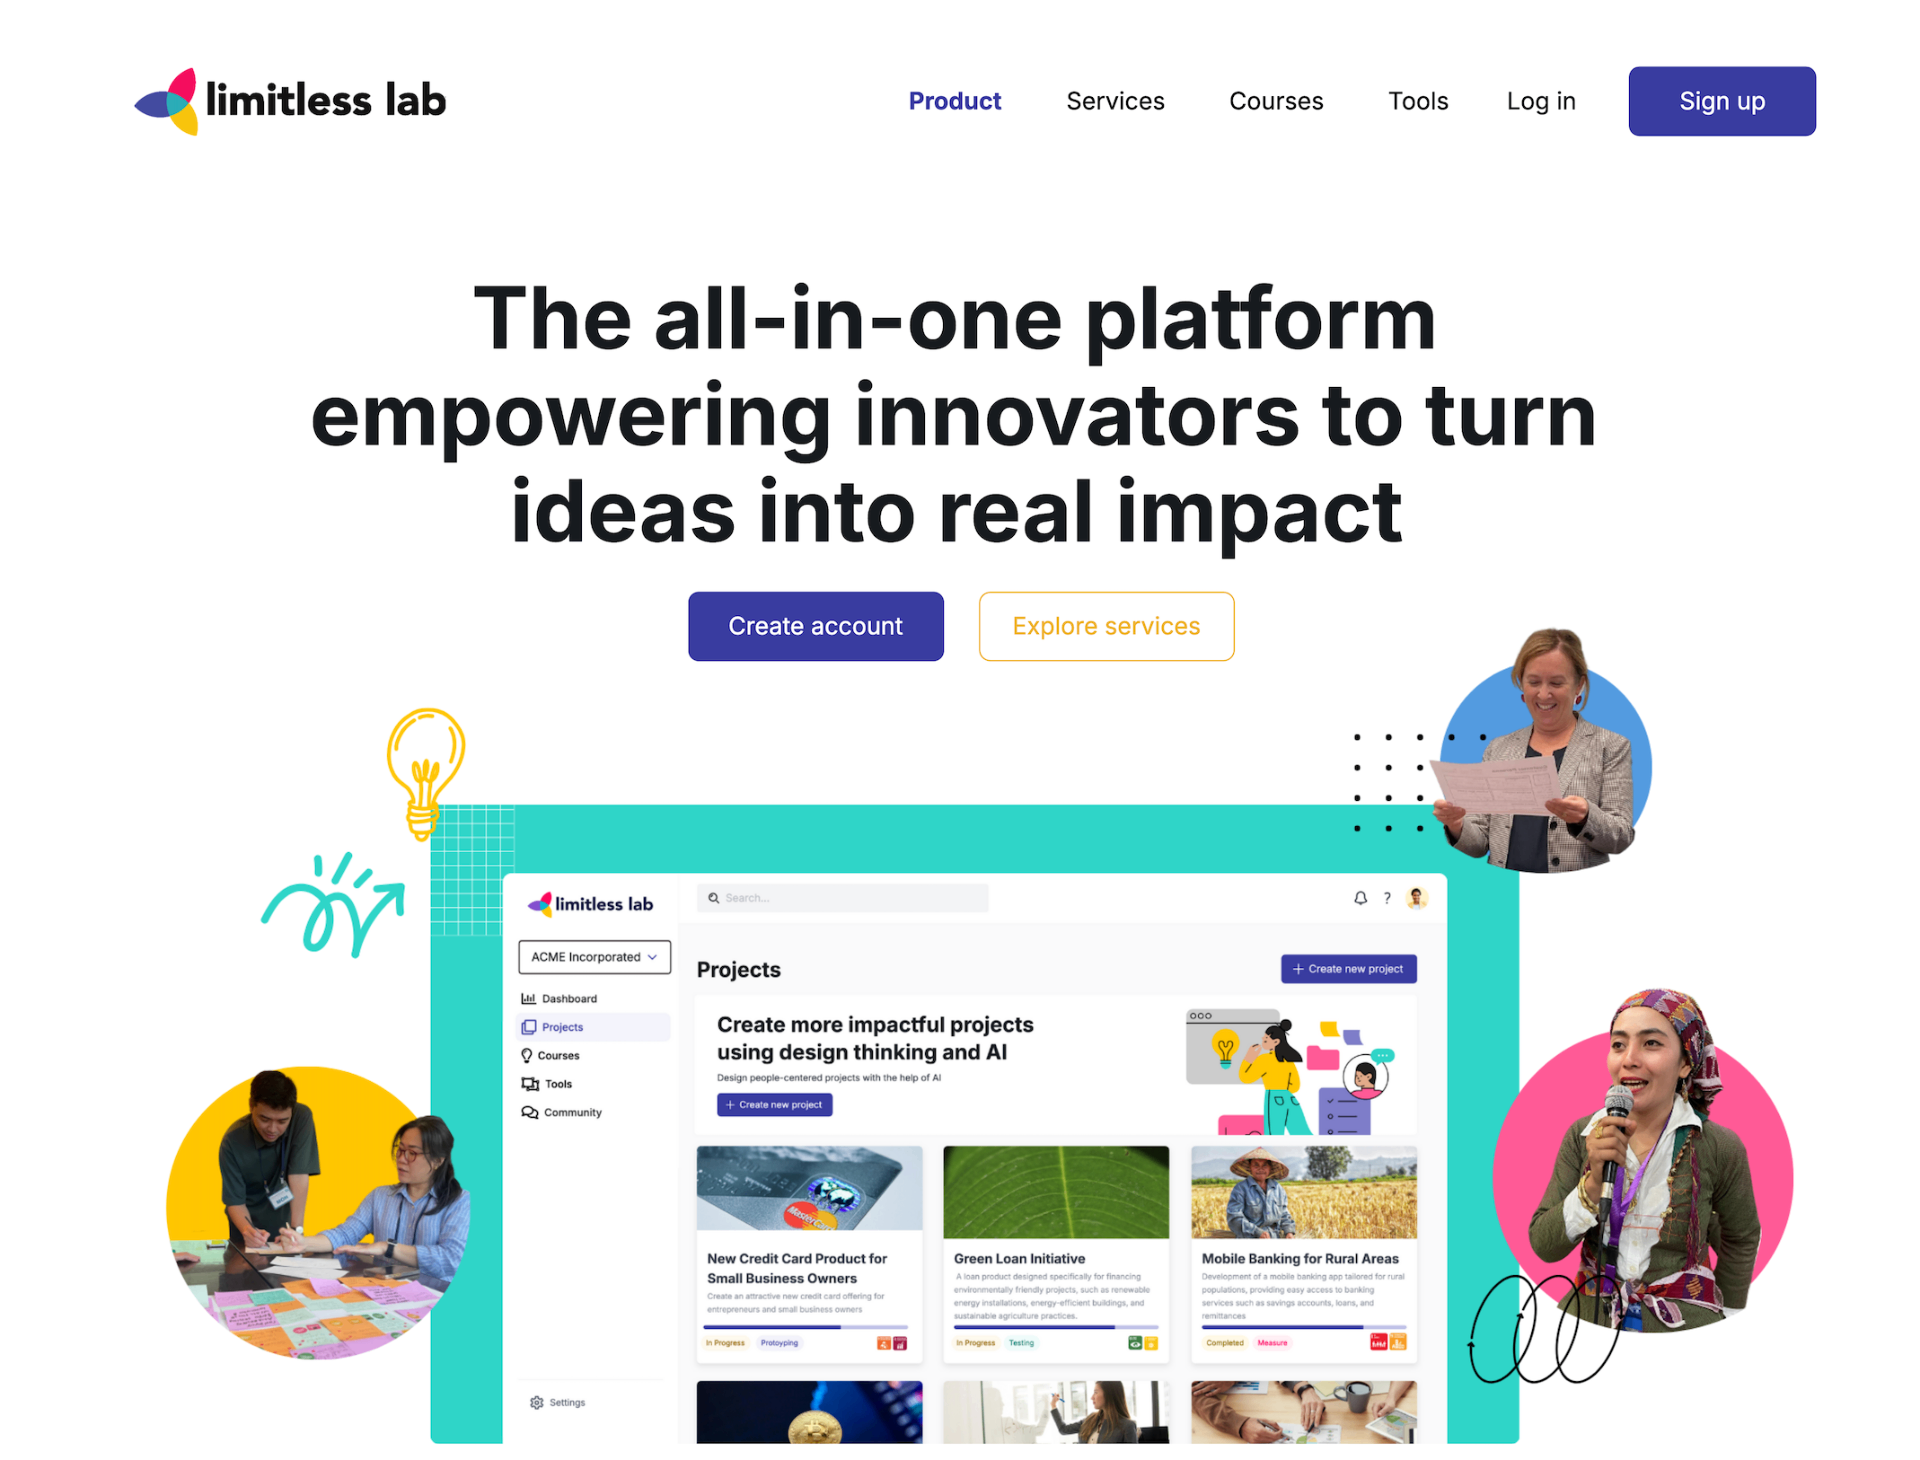 limitless lab
Product
Services
Courses
Tools
Log in
Sign up
The all-in-one platform
empowering innovators to turn
ideas into real impact
Create account
Explore services
limitless lab
Search...
?
ACME Incorporated
Dashboard
Projects
Courses
Tools
Community
Settings
Projects
+ Create new project
Create more impactful projects
using design thinking and AI
Design people-centered projects with the help of AI
+ Create new project
MasterCard
New Credit Card Product for
Small Business Owners
Create an attractive new credit card offering for
entrepreneurs and small business owners
In Progress
Protoyping
Green Loan Initiative
A loan product designed specifically for financing
environmentally friendly projects, such as renewable
energy installations, energy-efficient buildings, and
sustainable agriculture practices.
In Progress
Testing
Mobile Banking for Rural Areas
Development of a mobile banking app tailored for rural
populations, providing easy access to banking
services such as savings accounts, loans, and
remittances
Completed
Measure